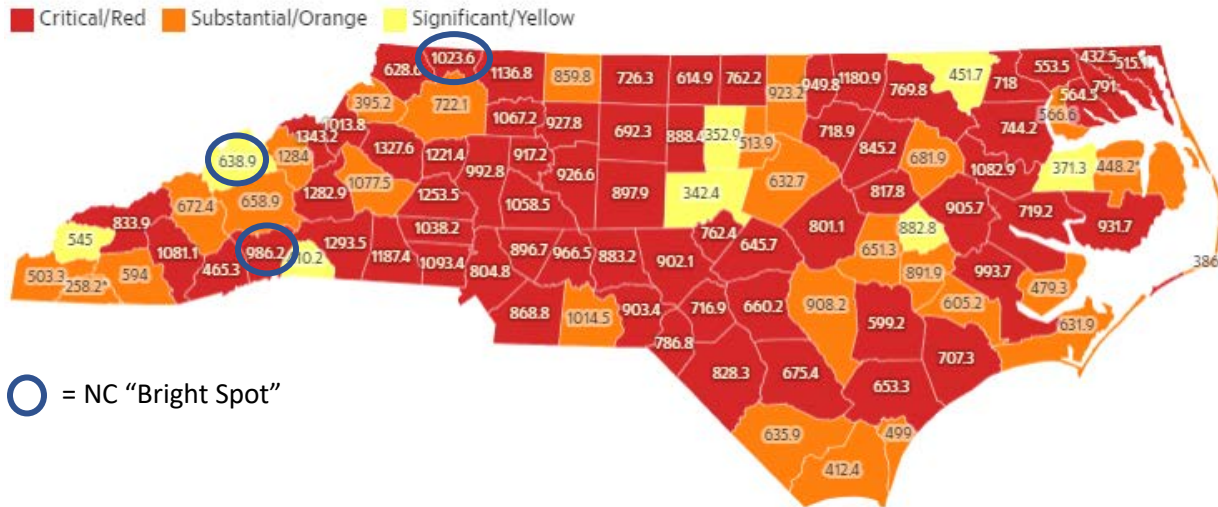 Critical/Red Substantial/Orange Significant/Yellow
1023.6
628.6 1136.8 859.8 726.3 614.9 762.2 923.2 949.8 1180.9 769.8 451.7 718 553.5 432.5 515.1
395.2 722.1 564.3 791
1013.8 1067.2 927.8 692.3 888.4 352.9 513.9 718.9 744.2 566.6
1343.2 1327.6 845.2
638.9 1284 1221.4 917.2 681.9
992.8 926.6 632.7 1082.9 371.3 448.2*
1077.5
672.4 658.9 1282.9 1253.5 1058.5 897.9 342.4 817.8
833.9 801.1 905.7 719.2 931.7
545 1038.2 762.4 645.7 882.8
1081.1 986.2 1293.5 896.7 966.5 883.2 902.1 651.3
503.3 258.2* 594 465.3 10.2 1187.4 1093.4 804.8 891.9 993.7 479.3 386
868.8 1014.5 903.4 716.9 660.2 908.2 599.2 605.2 631.9
786.8
828.3 675.4 653.3 707.3
= NC “Bright Spot”
635.9 499
412.4